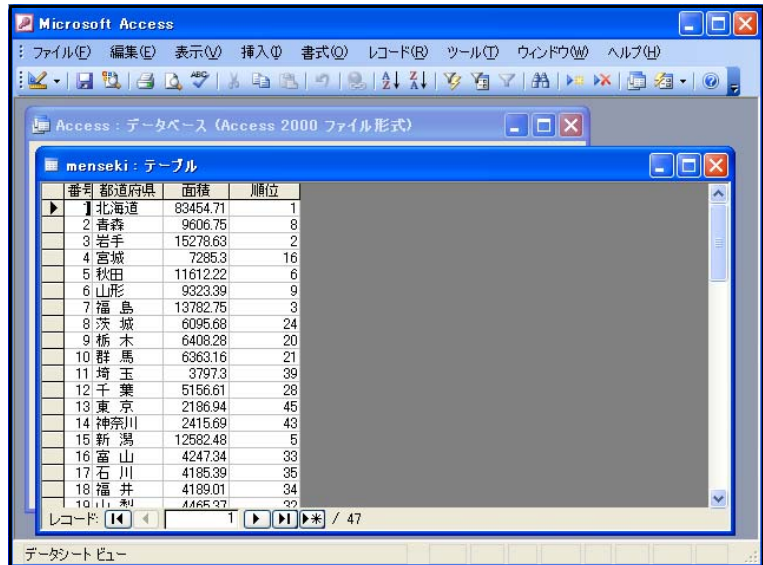 Microsoft Access
ファイル(F) 編集(E) 表示(V) 挿入(I) 書式(O) レコード(R) ツール(T) ウィンドウ(W) ヘルプ(H)
Access : データベース (Access 2000 ファイル形式)
menseki : テーブル
番号 都道府県 面積 順位
1 北海道 83454.71 1
2 青森 9606.75 8
3 岩手 15278.63 2
4 宮城 7285.3 16
5 秋田 11612.22 6
6 山形 9323.39 9
7 福 島 13782.75 3
8 茨 城 6095.68 24
9 栃 木 6408.28 20
10 群 馬 6363.16 21
11 埼 玉 3797.3 39
12 千 葉 5156.61 28
13 東 京 2186.94 45
14 神奈川 2415.69 43
15 新 潟 12582.48 5
16 富 山 4247.34 33
17 石 川 4185.39 35
18 福 井 4189.01 34
19 山 梨 4465.37 32
レコード: 1 / 47
データシート ビュー